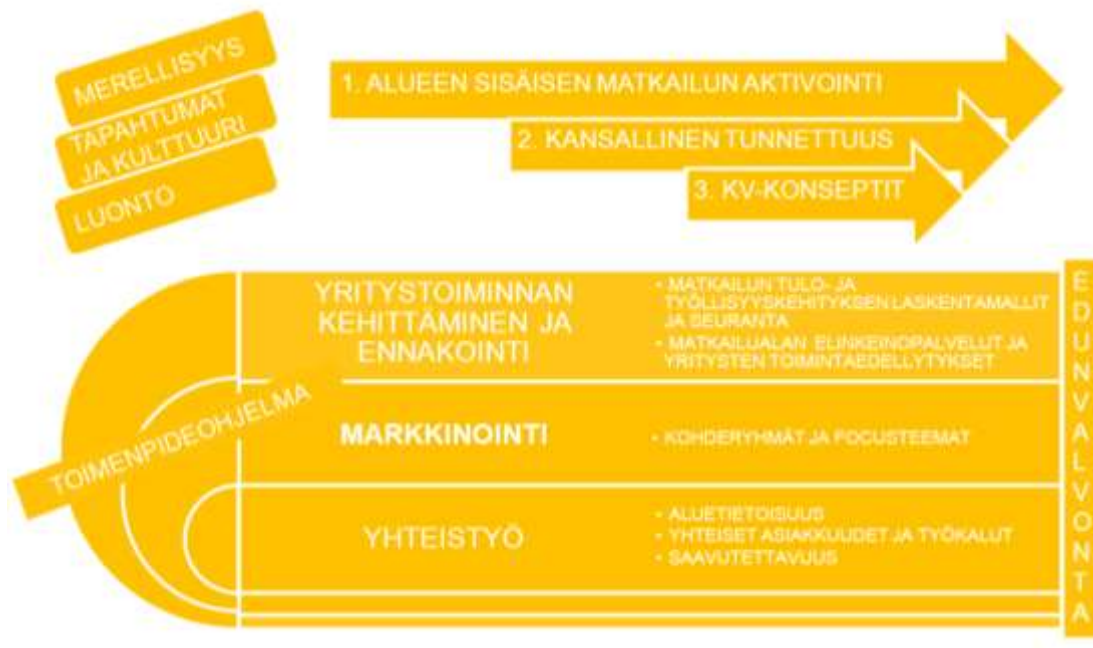 MERELLISYYS
TAPAHTUMAT
JA KULTTUURI
LUONTO
1. ALUEEN SISÄISEN MATKAILUN AKTIVOINTI
2. KANSALLINEN TUNNETTUUS
3. KV-KONSEPTIT
TOIMENPIDEOHJELMA
YRITYSTOIMINNAN
KEHITTÄMINEN JA
ENNAKOINTI
• MATKAILUN TULO- JA
TYÖLLISYYSKEHITYKSEN LASKENTAMALLIT
JA SEURANTA
• MATKAILUALAN ELINKEINOPALVELUT JA
YRITYSTEN TOIMINTAEDELLYTYKSET
MARKKINOINTI
• KOHDERYHMÄT JA FOCUSTEEMAT
YHTEISTYÖ
• ALUETIETOISUUS
• YHTEISET ASIAKKUUDET JA TYÖKALUT
• SAAVUTETTAVUUS
EDUNVALVONTA